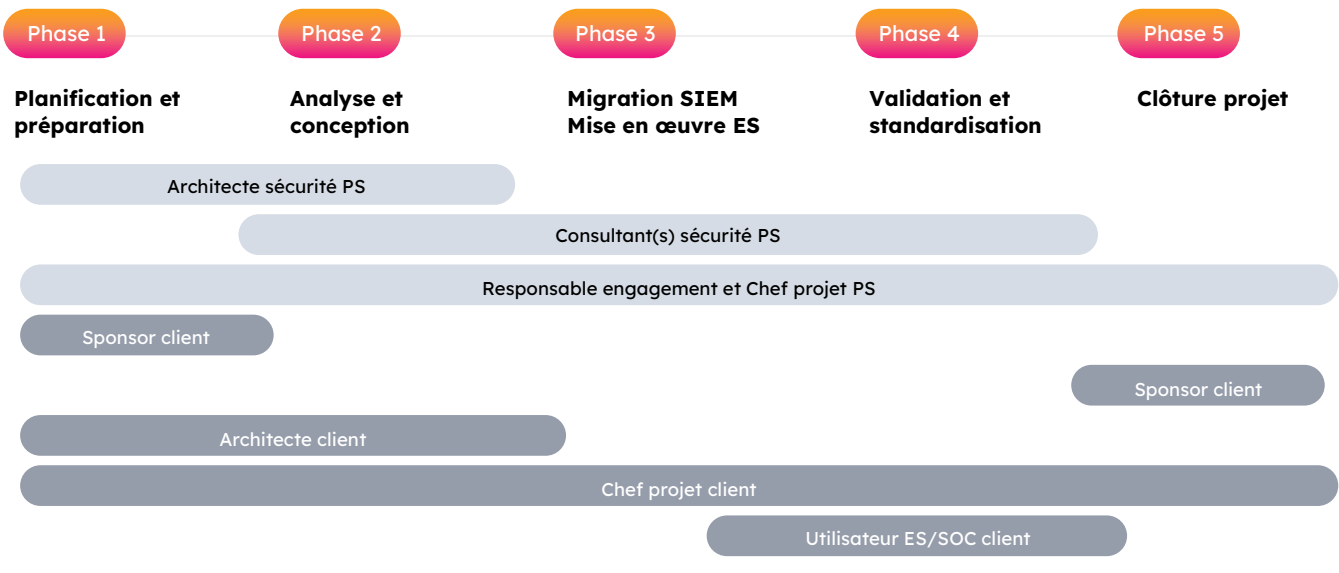 Phase 1
Phase 2
Phase 3
Phase 4
Phase 5
Planification et
préparation
Analyse et
conception
Migration SIEM
Mise en œuvre ES
Validation et
standardisation
Clôture projet
Architecte sécurité PS
Consultant(s) sécurité PS
Responsable engagement et Chef projet PS
Sponsor client
Sponsor client
Architecte client
Chef projet client
Utilisateur ES/SOC client